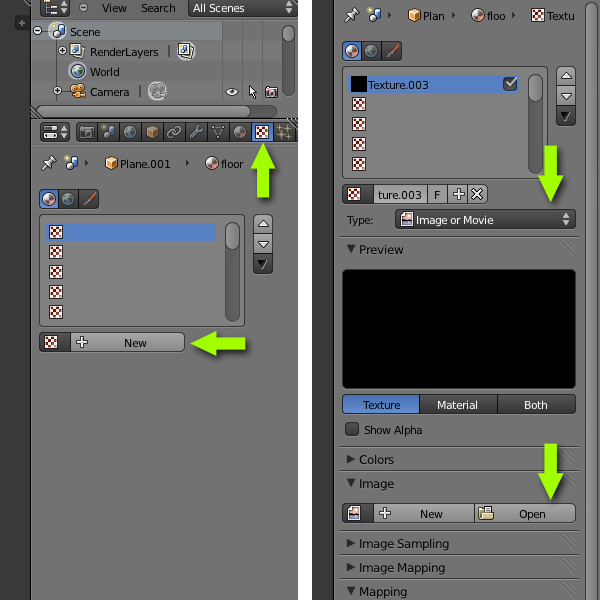 View Search All Scenes
Scene
RenderLayers
World
Camera
Plane.001 floor
New
Plan floo Textu
Texture.003
ture.003 F
Type: Image or Movie
Preview
Texture Material Both
Show Alpha
Colors
Image
New Open
Image Sampling
Image Mapping
Mapping